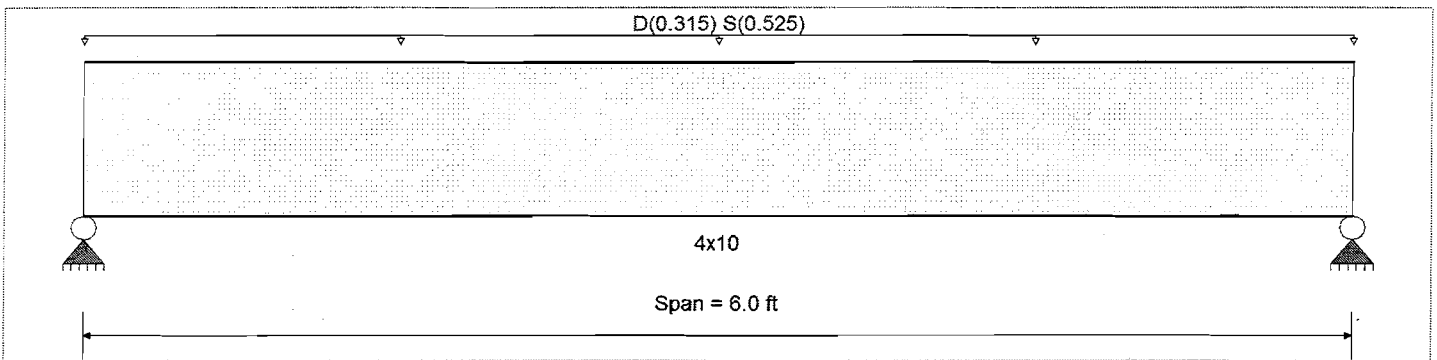 D(0.315) S(0.525)
4x10
Span = 6.0 ft